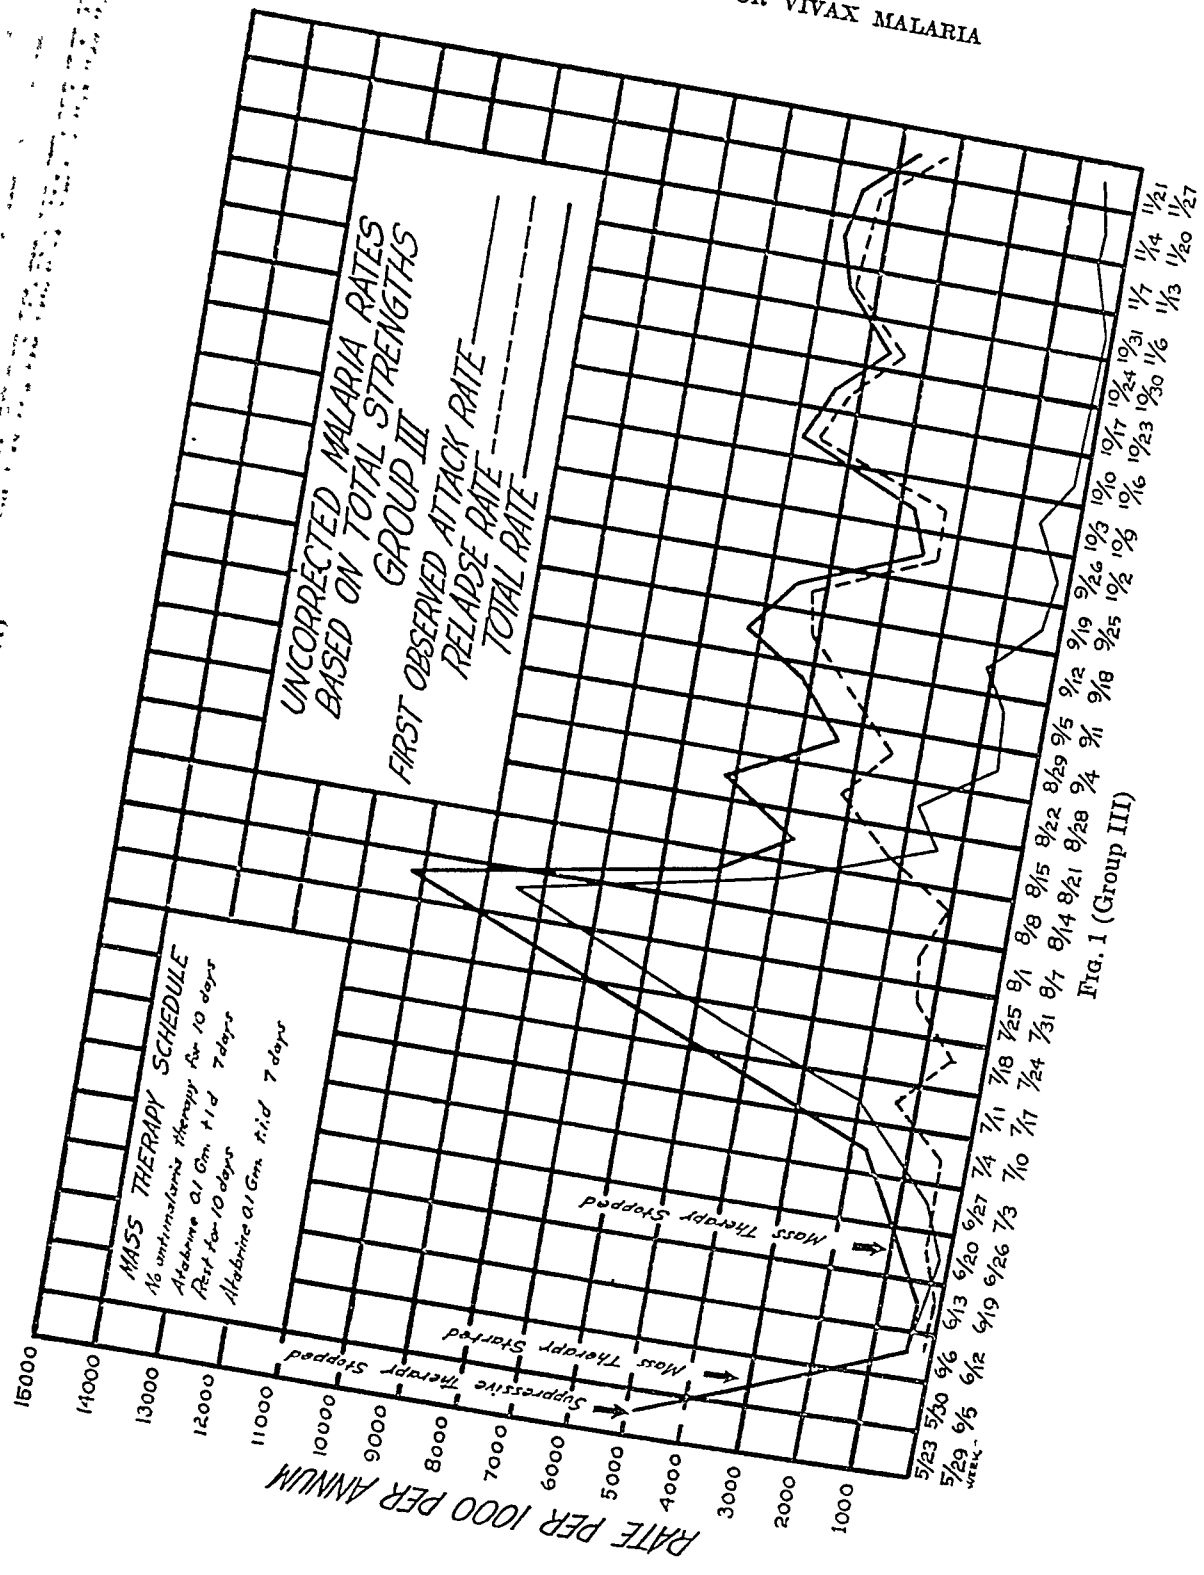 OR VIVAX MALARIA
UNCORRECTED MALARIA RATES
BASED ON TOTAL STRENGTHS
GROUP III
FIRST OBSERVED ATTACK RATE
RELAPSE RATE
TOTAL RATE
MASS THERAPY SCHEDULE
No antimalaria therapy for 10 days
Atabrine 0.1 Gm. t i d 7 days
Rest for 10 days
Atabrine 0.1 Gm. t.i.d 7 days
Suppressive Therapy Stopped
Mass Therapy Started
Mass Therapy Stopped
RATE PER 1000 PER ANNUM
15000
14000
13000
12000
11000
10000
9000
8000
7000
6000
5000
4000
3000
2000
1000
5/23 5/30 6/6 6/13 6/20 6/27 7/4 7/11 7/18 7/25 8/1 8/8 8/15 8/22 8/29 9/5 9/12 9/19 9/26 10/3 10/10 10/17 10/24 10/31 11/7 11/14 11/21
5/29 6/5 6/12 6/19 6/26 7/3 7/10 7/17 7/24 7/31 8/7 8/14 8/21 8/28 9/4 9/11 9/18 9/25 10/2 10/9 10/16 10/23 10/30 11/6 11/13 11/20 11/27
WEEK-
FIG. 1 (Group III)